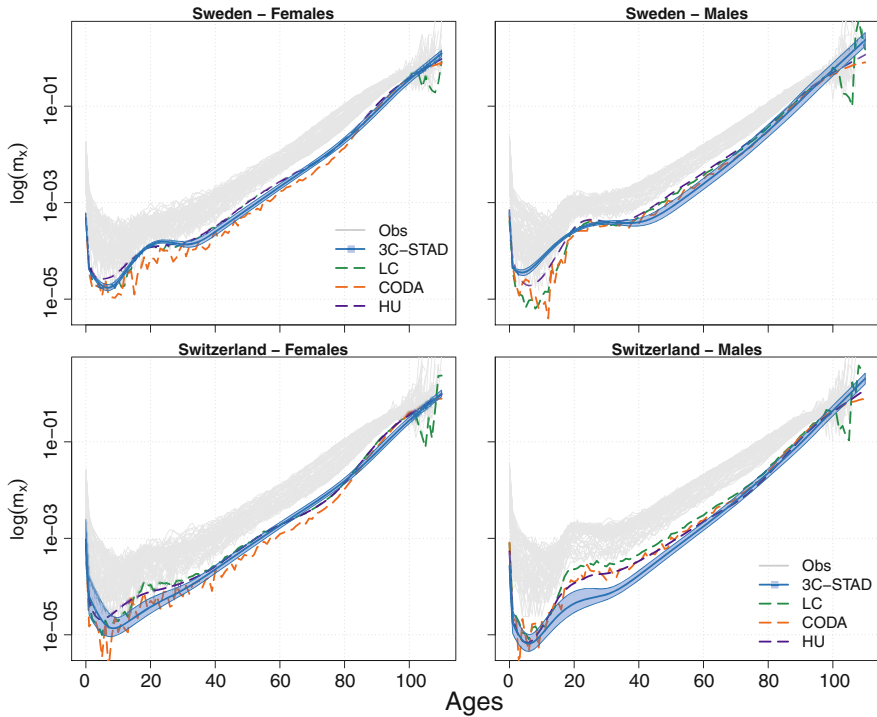 Sweden – Females
Sweden – Males
log(mx)
1e−01
1e−03
1e−05
Obs
3C−STAD
LC
CODA
HU
Switzerland – Females
Switzerland – Males
log(mx)
1e−01
1e−03
1e−05
Obs
3C−STAD
LC
CODA
HU
0 20 40 60 80 100
0 20 40 60 80 100
Ages